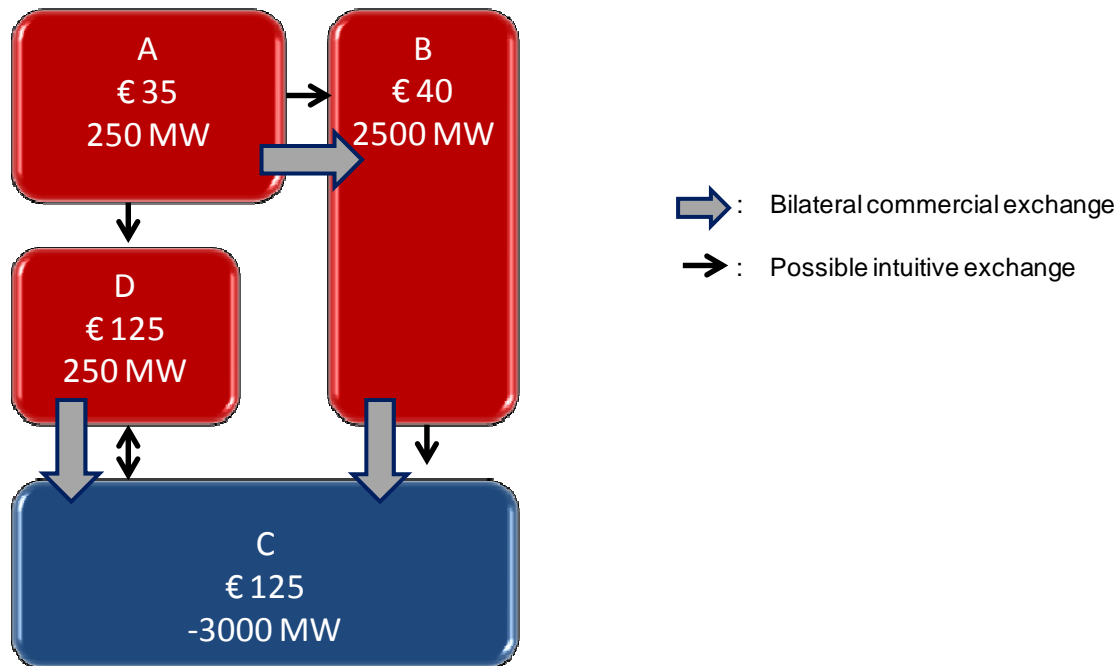 A
€ 35
250 MW
B
€ 40
2500 MW
D
€ 125
250 MW
C
€ 125
-3000 MW
: Bilateral commercial exchange
: Possible intuitive exchange